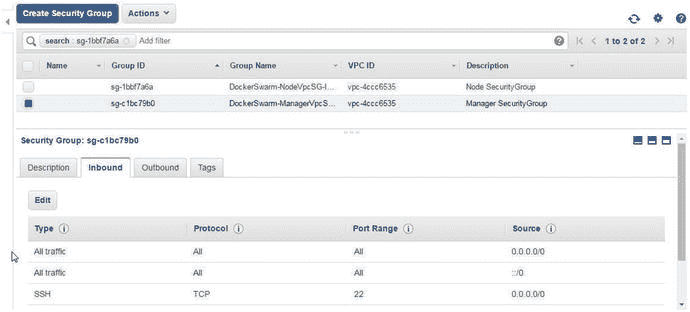 Create Security Group Actions
search : sg-1bbf7a6a Add filter 1 to 2 of 2
Name Group ID Group Name VPC ID Description
sg-1bbf7a6a DockerSwarm-NodeVpcSG-I... vpc-4ccc6535 Node SecurityGroup
sg-c1bc79b0 DockerSwarm-ManagerVpcS... vpc-4ccc6535 Manager SecurityGroup
Security Group: sg-c1bc79b0
Description Inbound Outbound Tags
Edit
Type Protocol Port Range Source
All traffic All All 0.0.0.0/0
All traffic All All ::/0
SSH TCP 22 0.0.0.0/0